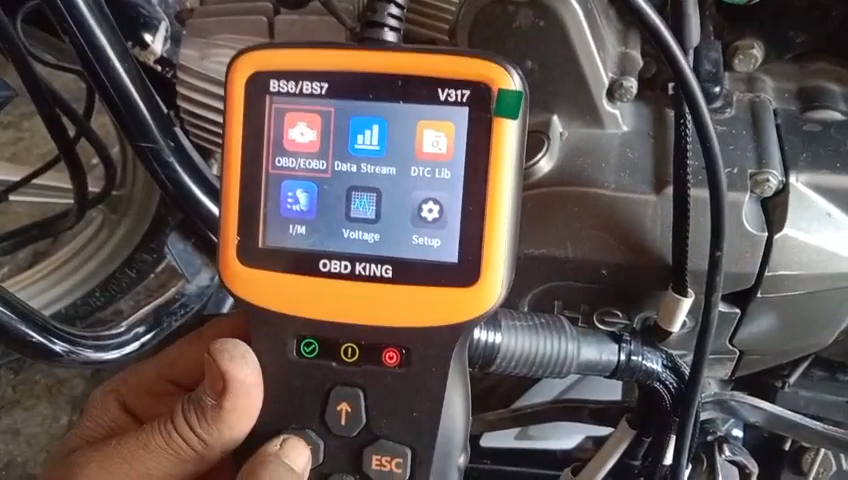 BS6/BS7 V317
OBD/EOBD Data Stream DTC Lib
I/M Voltage Setup
OBD KING
ESC
Hero